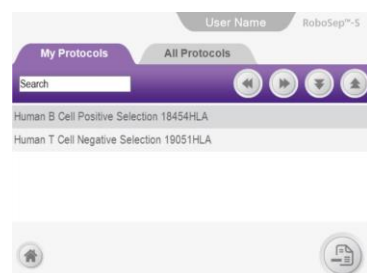 User Name
RoboSep™-S
My Protocols
All Protocols
Search
Human B Cell Positive Selection 18454HLA
Human T Cell Negative Selection 19051HLA